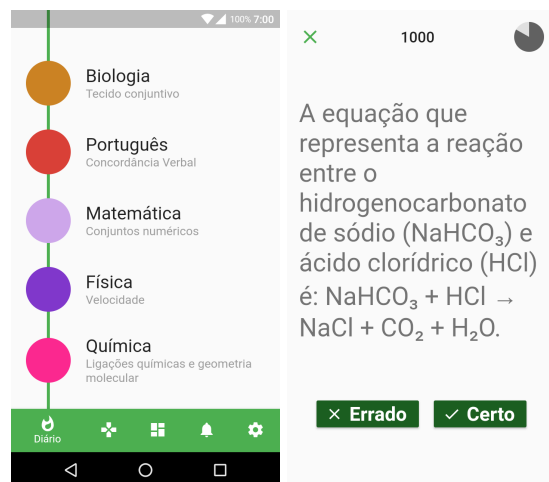 100% 7:00
Biologia
Tecido conjuntivo
Português
Concordância Verbal
Matemática
Conjuntos numéricos
Física
Velocidade
Química
Ligações químicas e geometria
molecular
Diário
1000
A equação que
representa a reação
entre o
hidrogenocarbonato
de sódio (NaHCO₃) e
ácido clorídrico (HCl)
é: NaHCO₃ + HCl →
NaCl + CO₂ + H₂O.
Errado
Certo